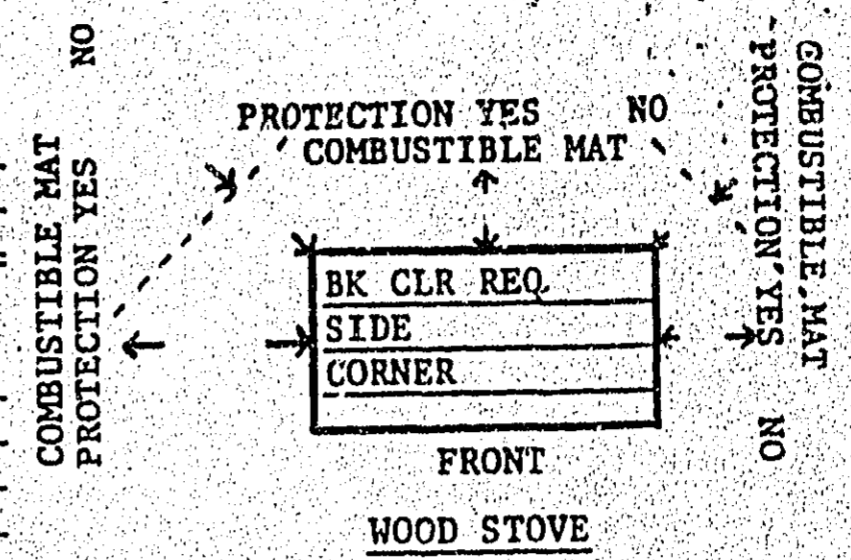 NO
COMBUSTIBLE MAT
PROTECTION YES
PROTECTION YES NO
COMBUSTIBLE MAT
COMBUSTIBLE MAT
PROTECTION YES NO
BK CLR REQ.
SIDE
CORNER
FRONT
WOOD STOVE